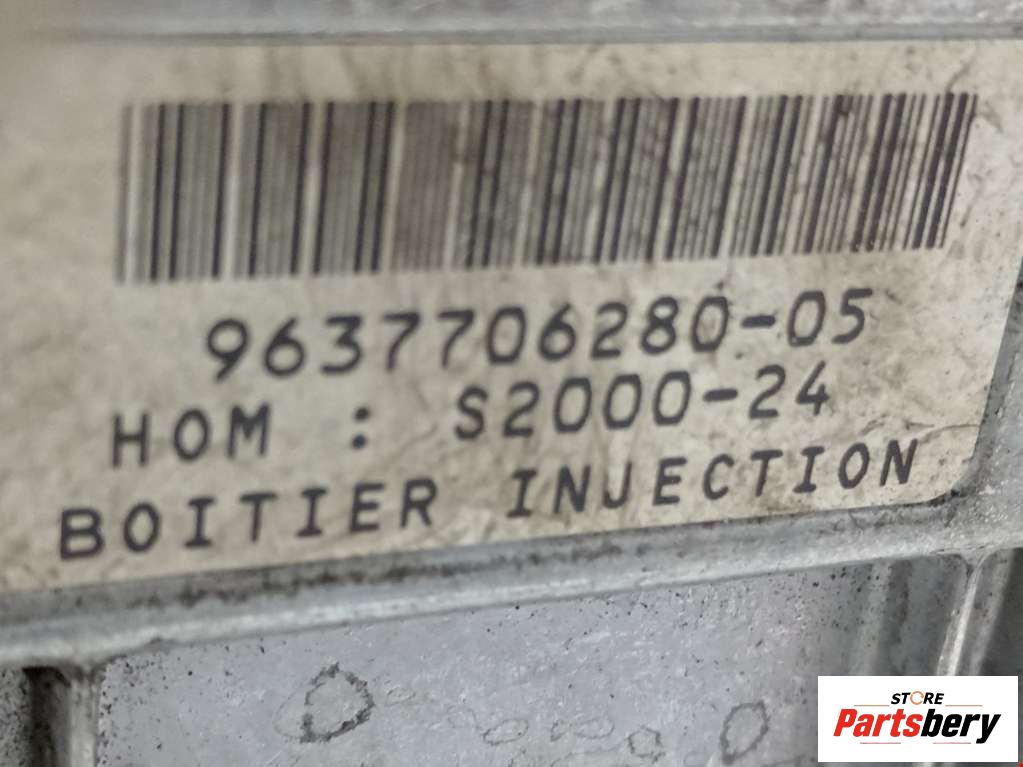 9637706280-05
HOM : S2000-24
BOITIER INJECTION
STORE
Partsbery